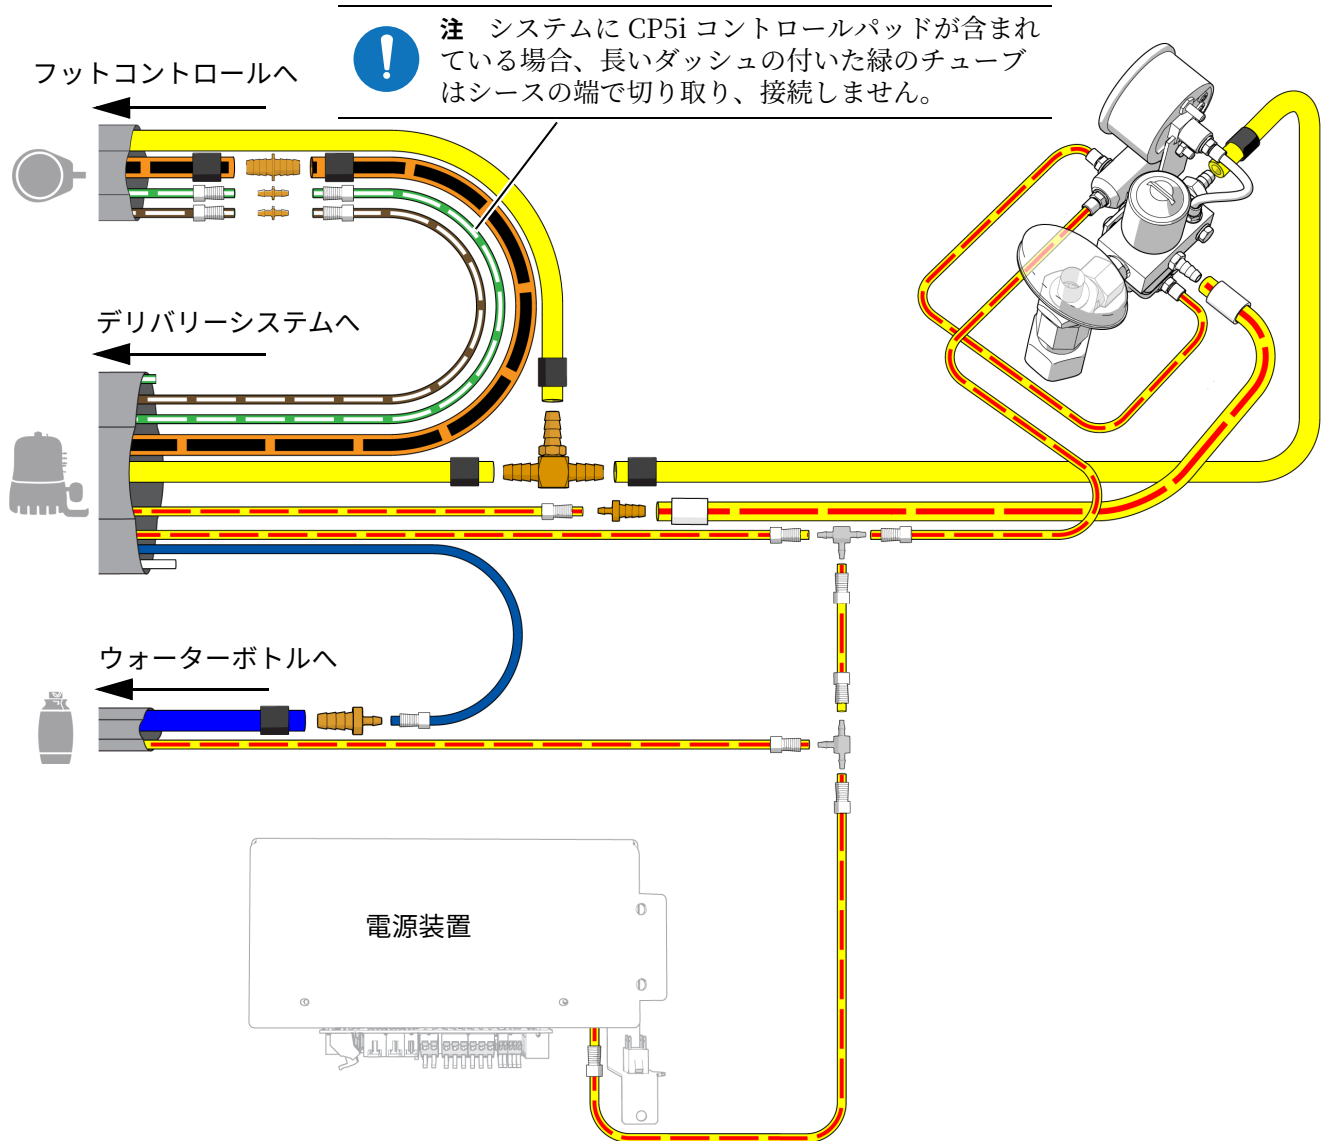 注　システムに CP5i コントロールパッドが含まれ
ている場合、長いダッシュの付いた緑のチューブ
はシースの端で切り取り、接続しません。
フットコントロールへ
デリバリーシステムへ
ウォーターボトルへ
電源装置